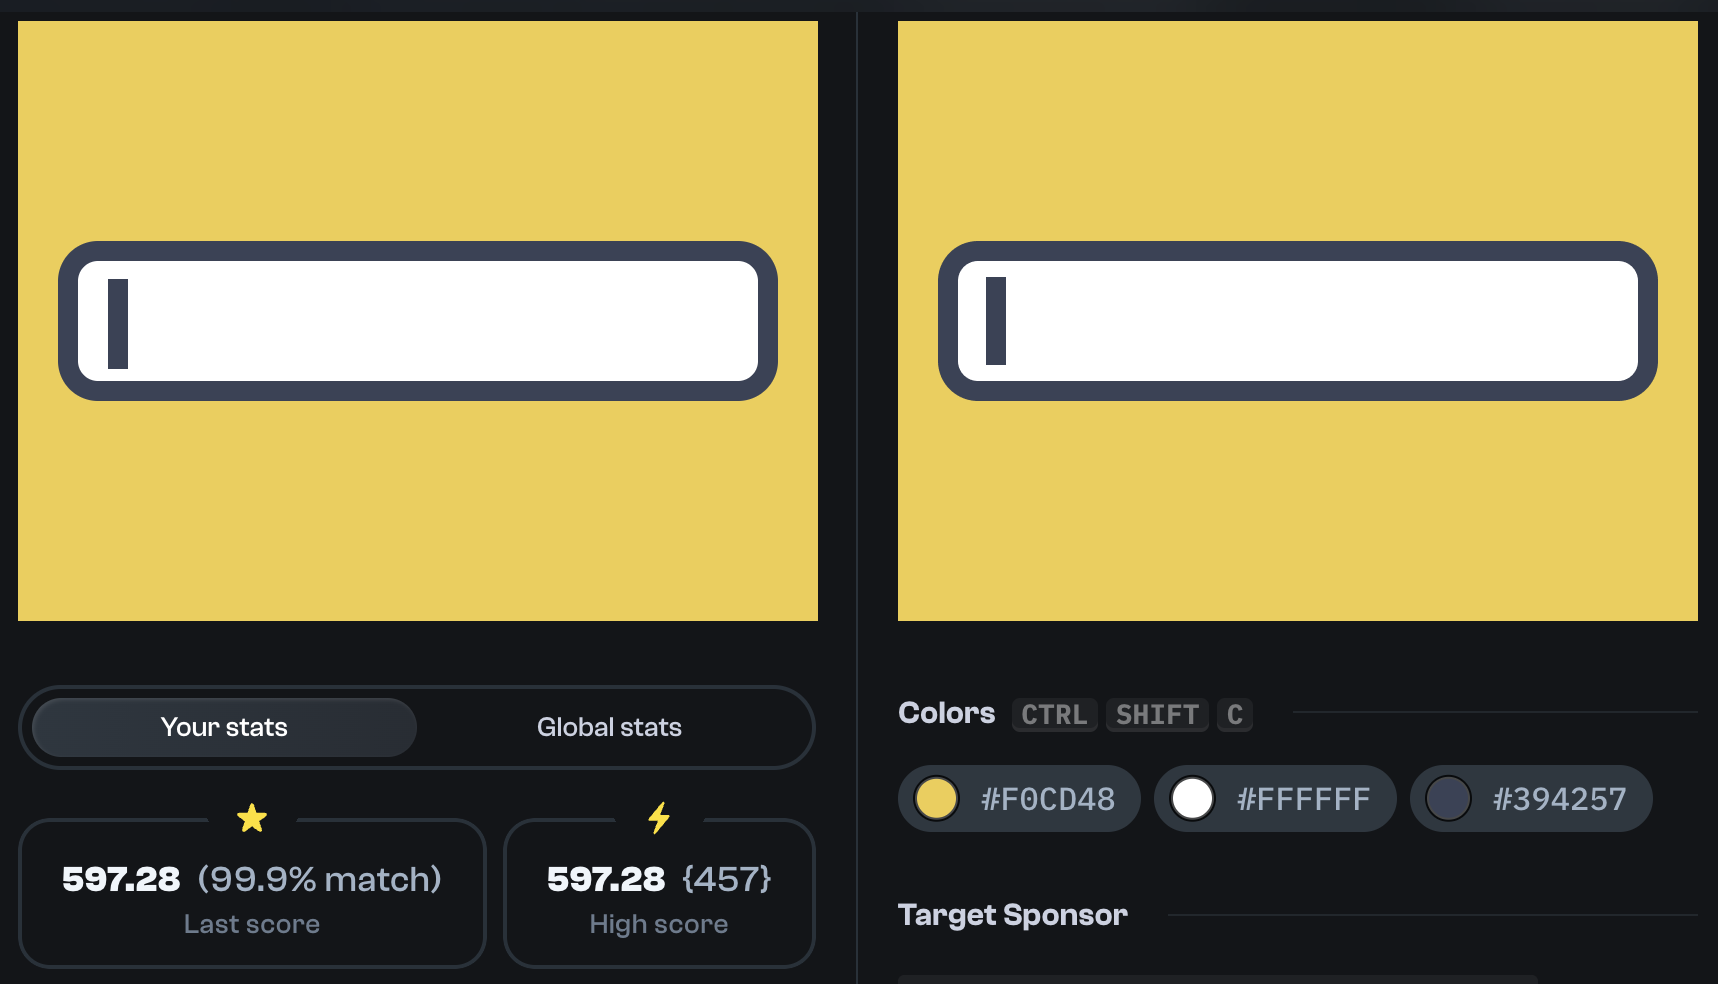 Your stats
Global stats
597.28 (99.9% match)
Last score
597.28 {457}
High score
Colors CTRL SHIFT C
#F0CD48
#FFFFFF
#394257
Target Sponsor